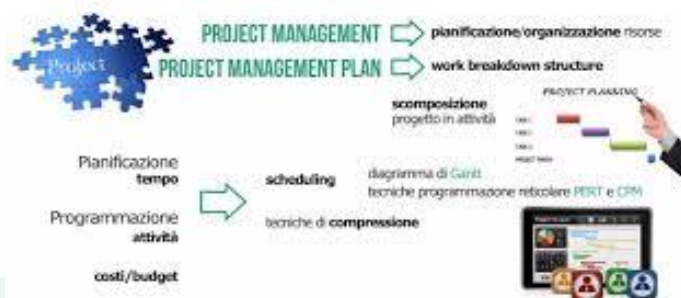 Project
PROJECT MANAGEMENT pianificazione/organizzazione risorse
PROJECT MANAGEMENT PLAN work breakdown structure
scomposizione
progetto in attività
PROJECT PLANNING
Pianificazione
tempo
scheduling
diagramma di Gantt
tecniche programmazione reticolare PERT e CPM
Programmazione
attività
tecniche di compressione
costi/budget